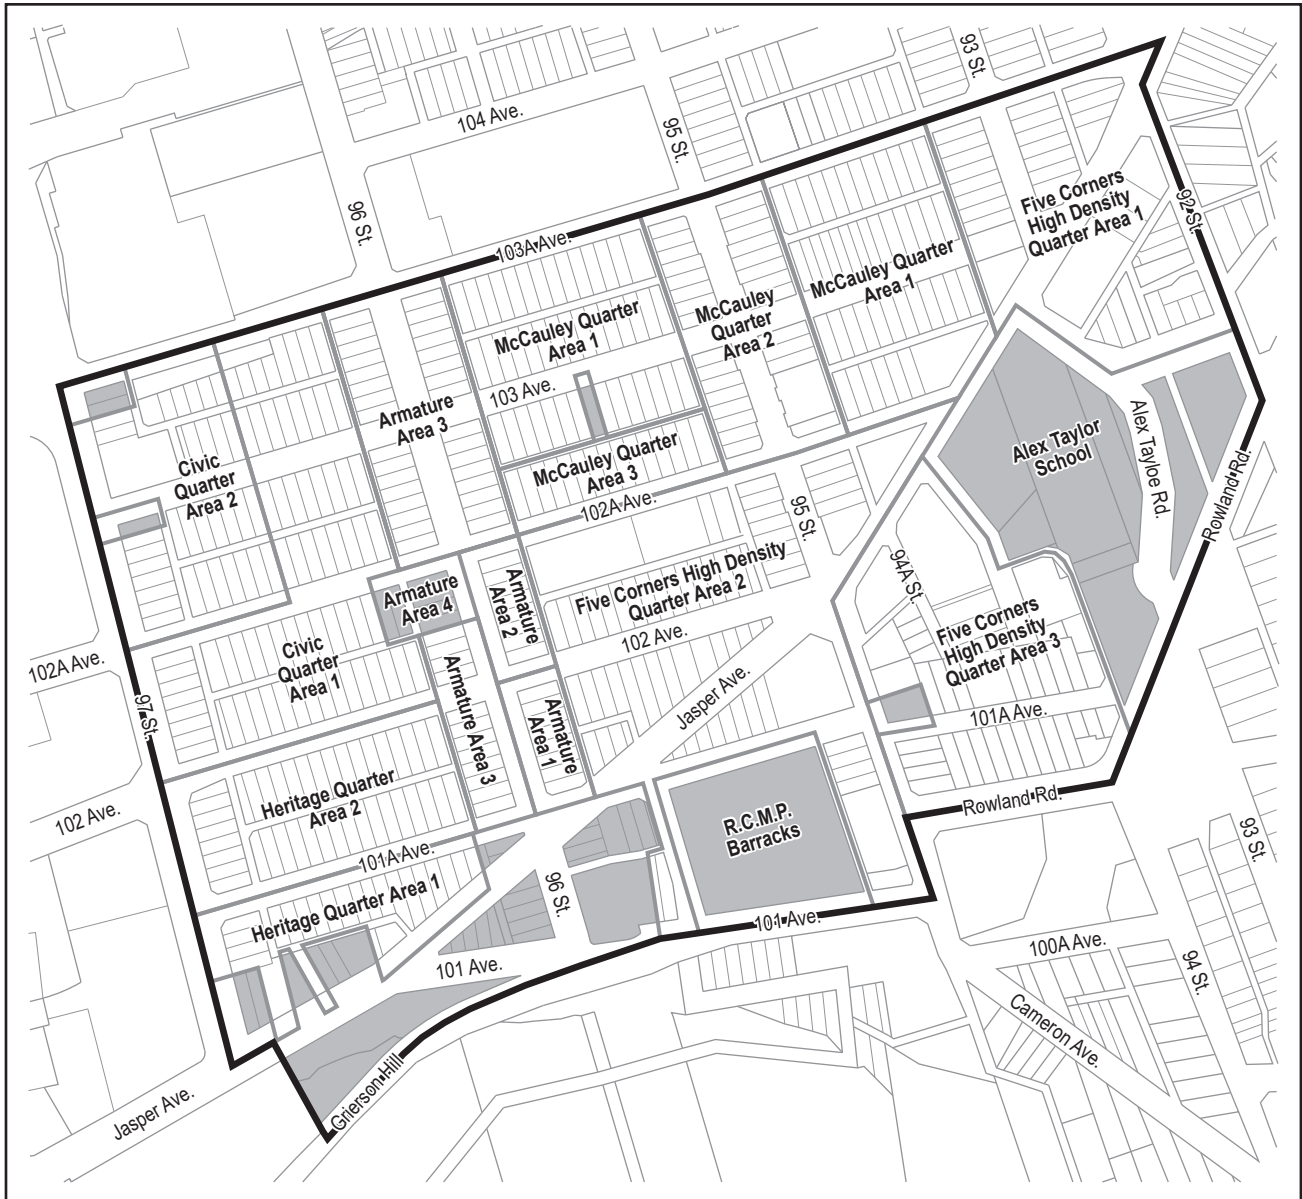 93 St.
104 Ave.
95 St.
96 St.
103A Ave.
92 St.
Five Corners
High Density
Quarter Area 1
McCauley Quarter
Area 1
McCauley
Quarter
Area 2
McCauley Quarter
Area 1
103 Ave.
Armature
Area 3
McCauley Quarter
Area 3
102A Ave.
Civic
Quarter
Area 2
Alex Taylor
School
Alex Tayloe Rd.
Rowland Rd.
95 St.
94A St.
Armature
Area 4
Armature
Area 2
Five Corners High Density
Quarter Area 2
102 Ave.
Five Corners
High Density
Quarter Area 3
102A Ave.
Civic
Quarter
Area 1
97 St.
Armature Area 3
Armature
Area 1
Jasper Ave.
101A Ave.
Rowland Rd.
Heritage Quarter
Area 2
102 Ave.
R.C.M.P.
Barracks
101A Ave.
93 St.
Heritage Quarter Area 1
96 St.
101 Ave.
101 Ave.
100A Ave.
94 St.
Cameron Ave.
Grierson Hill
Jasper Ave.